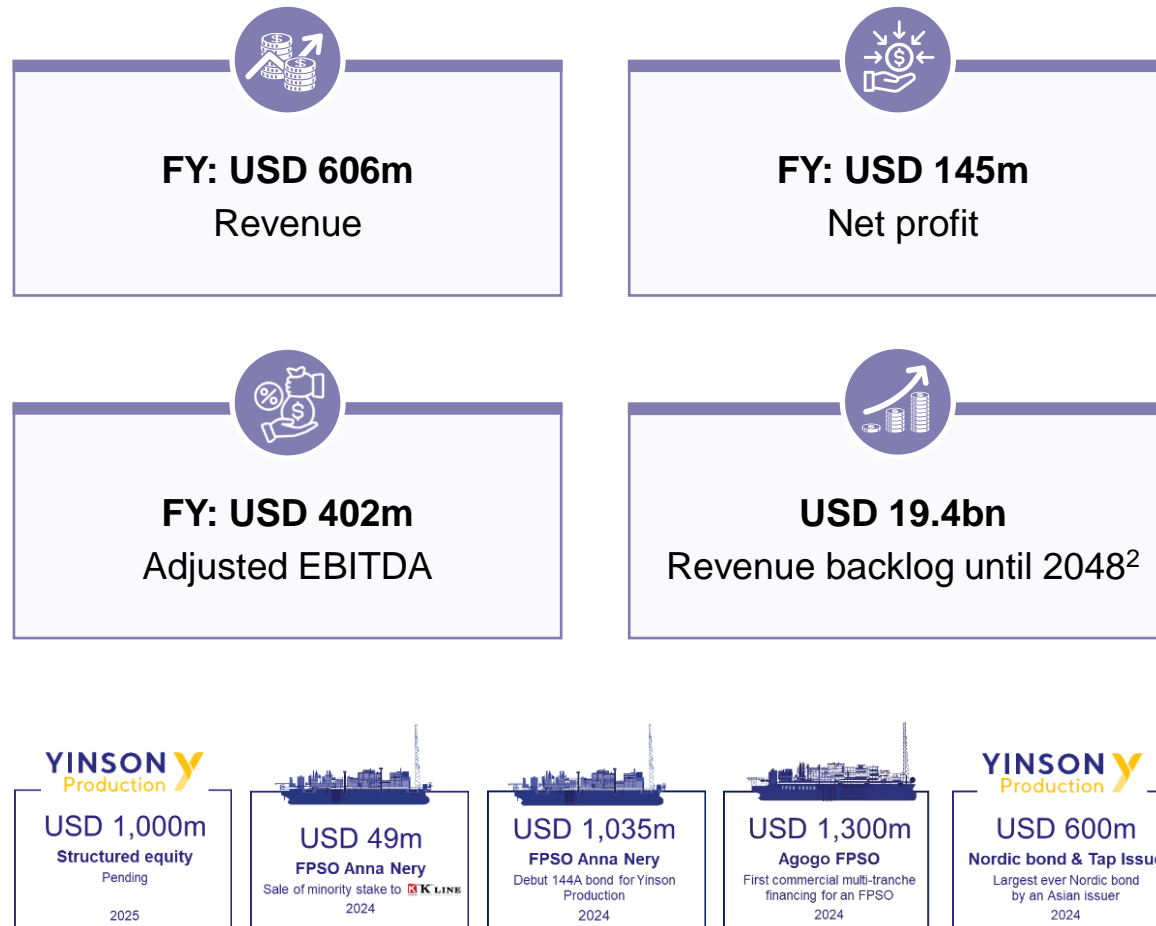 FY: USD 606m
Revenue
FY: USD 145m
Net profit
FY: USD 402m
Adjusted EBITDA
USD 19.4bn
Revenue backlog until 2048²
YINSON
Production
USD 1,000m
Structured equity
Pending
2025
USD 49m
FPSO Anna Nery
Sale of minority stake to K K LINE
2024
USD 1,035m
FPSO Anna Nery
Debut 144A bond for Yinson
Production
2024
USD 1,300m
Agogo FPSO
First commercial multi-tranche
financing for an FPSO
2024
YINSON
Production
USD 600m
Nordic bond & Tap Issue
Largest ever Nordic bond
by an Asian issuer
2024